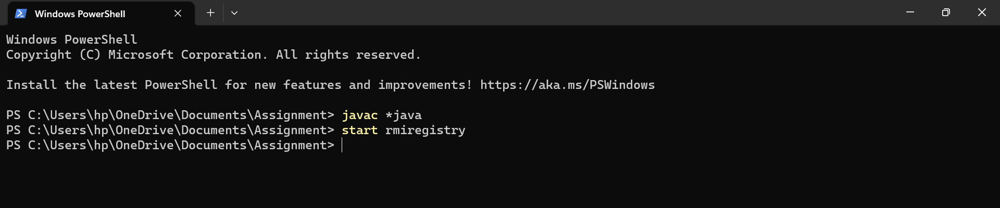 Windows PowerShell
Windows PowerShell
Copyright (C) Microsoft Corporation. All rights reserved.
Install the latest PowerShell for new features and improvements! https://aka.ms/PSWindows
PS C:\Users\hp\OneDrive\Documents\Assignment> javac *java
PS C:\Users\hp\OneDrive\Documents\Assignment> start rmiregistry
PS C:\Users\hp\OneDrive\Documents\Assignment>